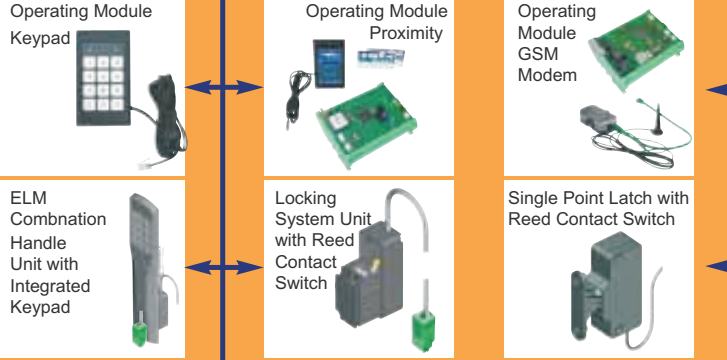 Operating Module
Keypad
Operating Module
Proximity
Operating
Module
GSM
Modem
ELM
Combnation
Handle
Unit with
Integrated
Keypad
Locking
System Unit
with Reed
Contact
Switch
Single Point Latch with
Reed Contact Switch